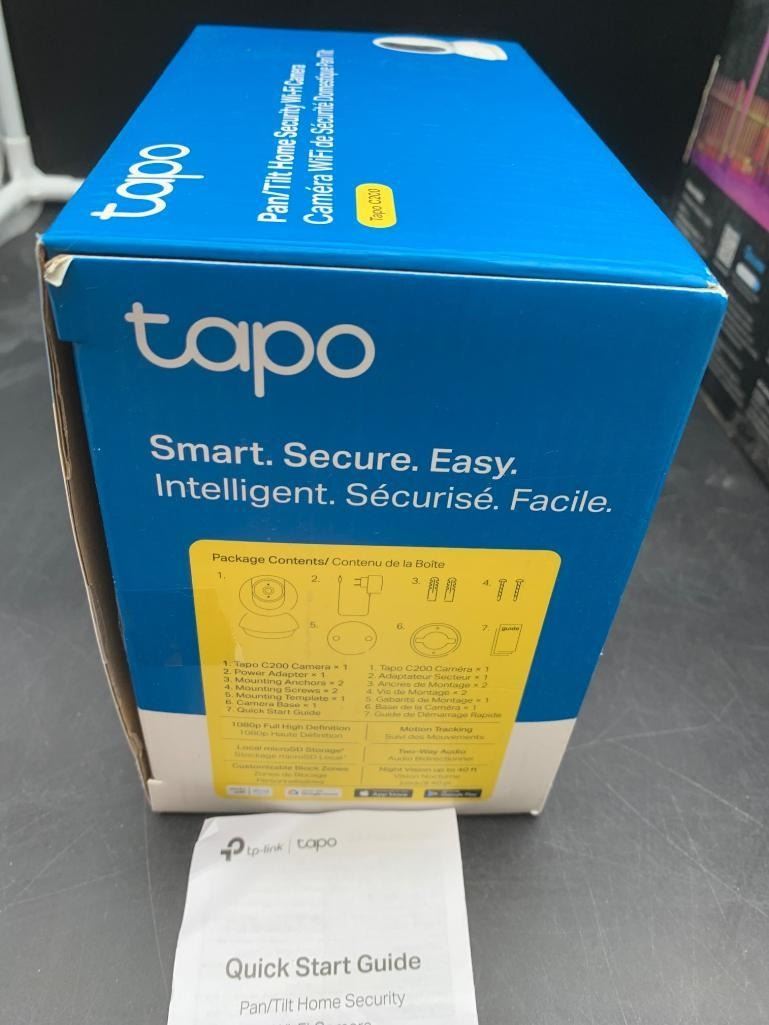 tapo
Pan/Tilt Home Security Wi-Fi Camera
Caméra WiFi de Sécurité Domestique Pan/Tilt
Tapo C200
tapo
Smart. Secure. Easy.
Intelligent. Sécurisé. Facile.
Package Contents/ Contenu de la Boîte
1.
2.
3.
4.
5.
6.
7.
guide
1. Tapo C200 Camera × 1
2. Power Adapter × 1
3. Mounting Anchors × 2
4. Mounting Screws × 2
5. Mounting Template × 1
6. Camera Base × 1
7. Quick Start Guide
1. Tapo C200 Caméra × 1
2. Adaptateur Secteur × 1
3. Ancres de Montage × 2
4. Vis de Montage × 2
5. Gabarits de Montage × 1
6. Base de la Caméra × 1
7. Guide de Démarrage Rapide
1080p Full High Definition
1080p Haute Définition
Motion Tracking
Suivi des Mouvements
Local microSD Storage*
Stockage microSD Local*
Two-Way Audio
Audio Bidirectionnel
Customizable Block Zones
Zones de Blocage
Personnalisables
Night Vision up to 40 ft
Vision Nocturne
App Store
Google Play
tp-link | tapo
Quick Start Guide
Pan/Tilt Home Security